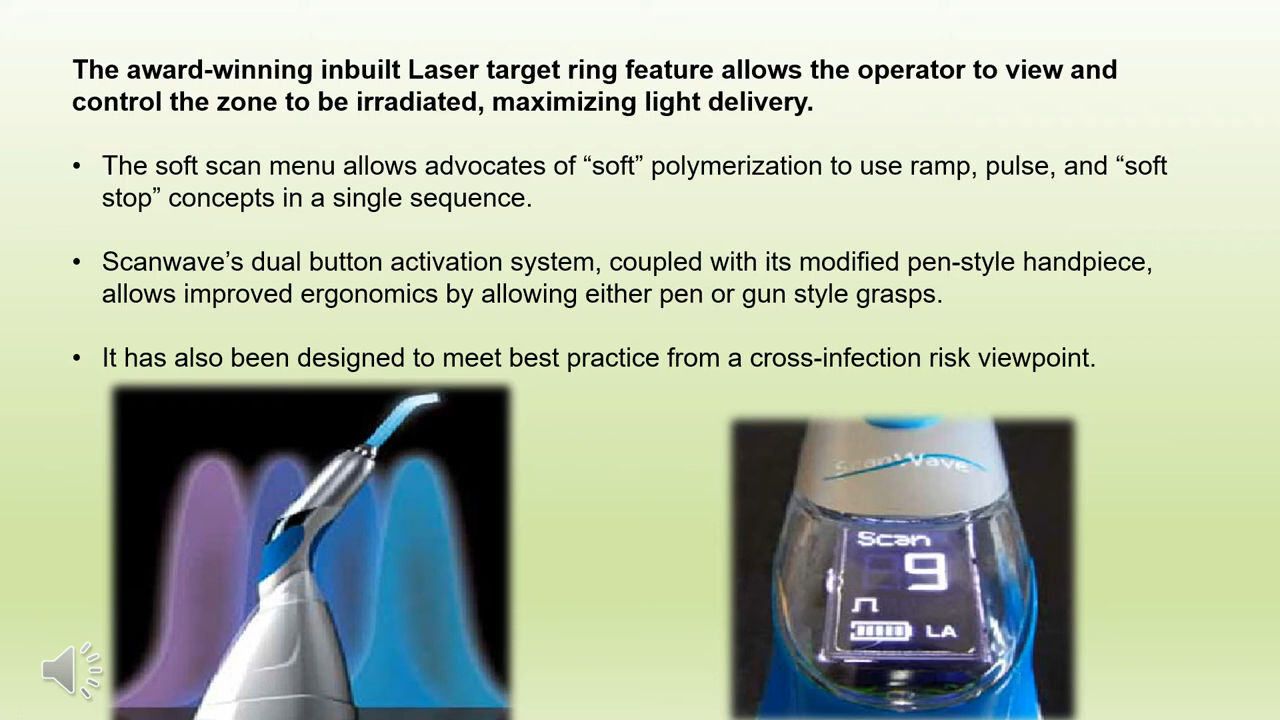 The award-winning inbuilt Laser target ring feature allows the operator to view and
control the zone to be irradiated, maximizing light delivery.
• The soft scan menu allows advocates of “soft” polymerization to use ramp, pulse, and “soft
stop” concepts in a single sequence.
• Scanwave’s dual button activation system, coupled with its modified pen-style handpiece,
allows improved ergonomics by allowing either pen or gun style grasps.
• It has also been designed to meet best practice from a cross-infection risk viewpoint.
ScanWave
Scan
9
LA